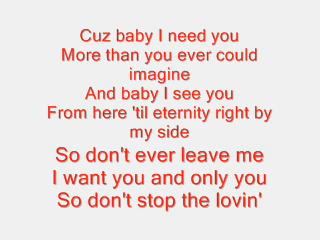 Cuz baby I need you
More than you ever could
imagine
And baby I see you
From here 'til eternity right by
my side
So don't ever leave me
I want you and only you
So don't stop the lovin'